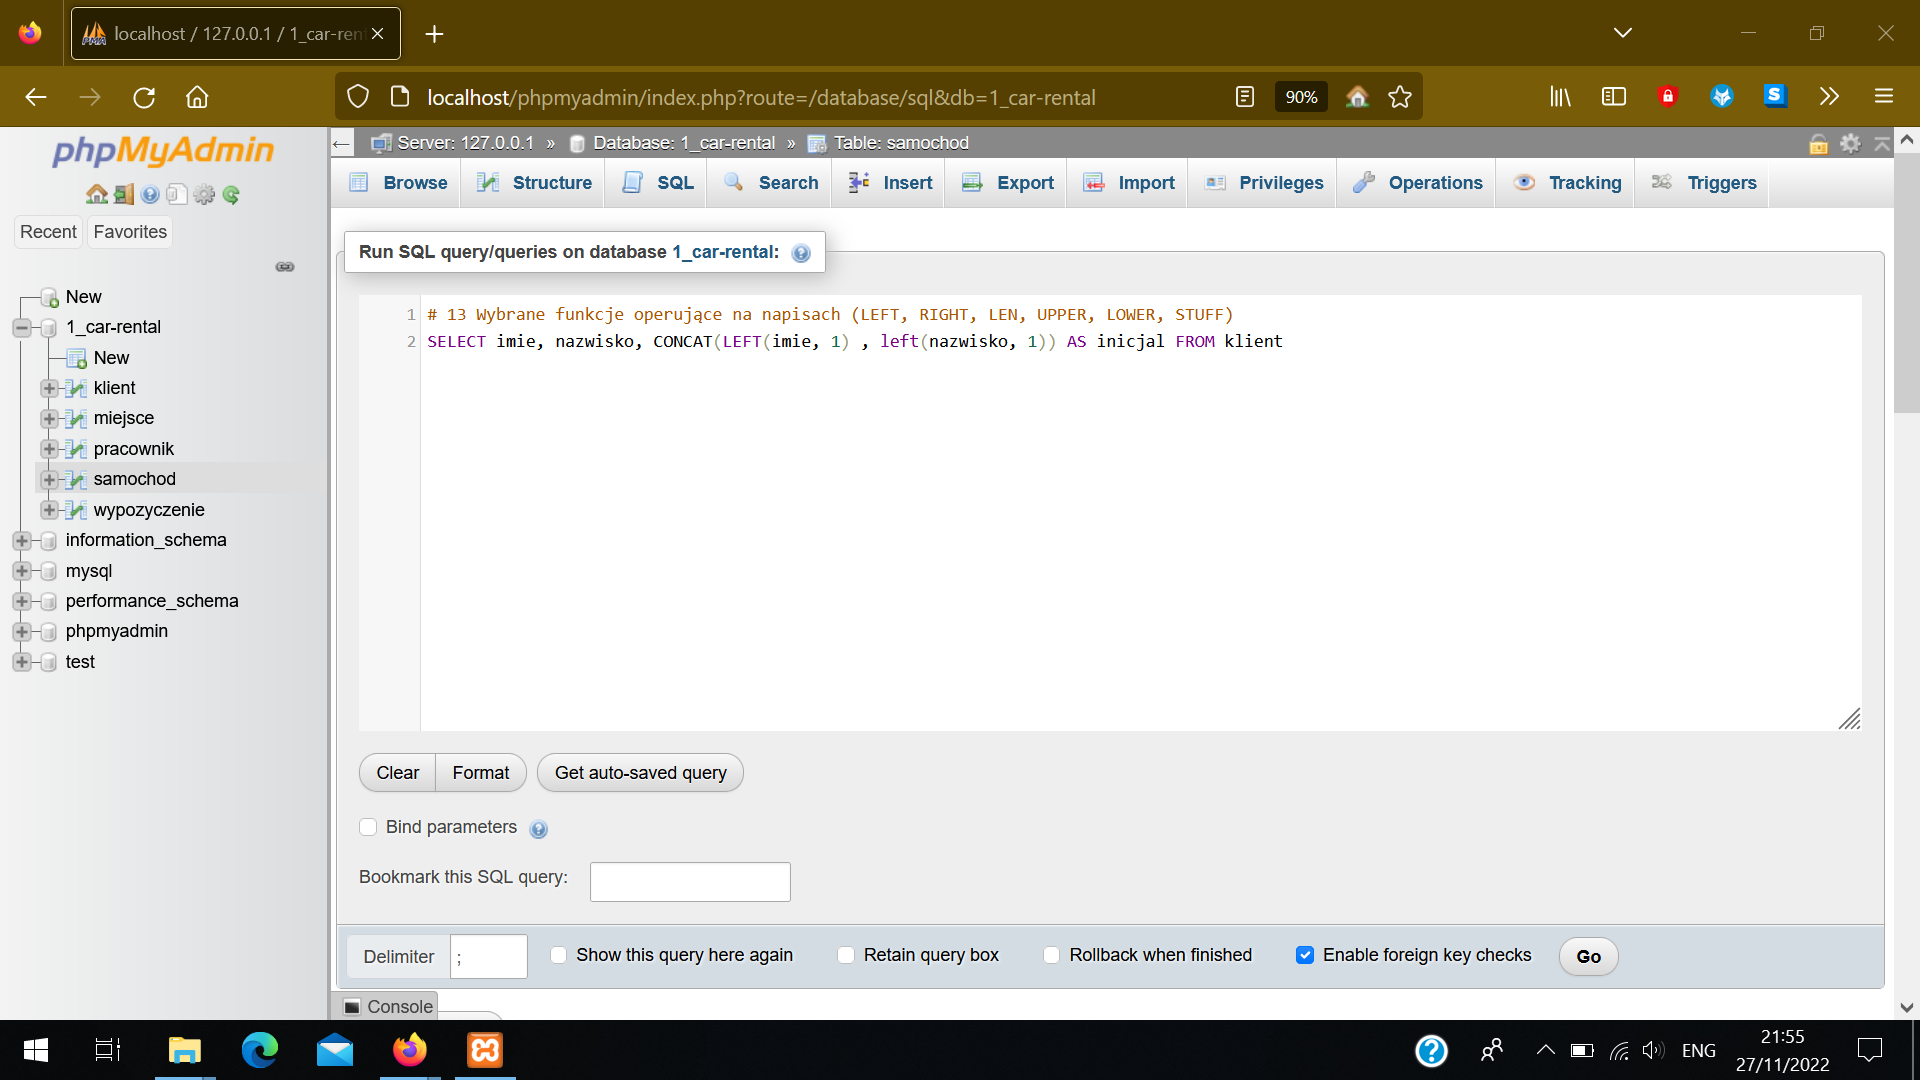 localhost / 127.0.0.1 / 1_car-ren
localhost/phpmyadmin/index.php?route=/database/sql&db=1_car-rental
90%
phpMyAdmin
Recent
Favorites
New
1_car-rental
New
klient
miejsce
pracownik
samochod
wypozyczenie
information_schema
mysql
performance_schema
phpmyadmin
test
Server: 127.0.0.1 » Database: 1_car-rental » Table: samochod
Browse Structure SQL Search Insert Export Import Privileges Operations Tracking Triggers
Run SQL query/queries on database 1_car-rental:
1 # 13 Wybrane funkcje operujące na napisach (LEFT, RIGHT, LEN, UPPER, LOWER, STUFF)
2 SELECT imie, nazwisko, CONCAT(LEFT(imie, 1) , left(nazwisko, 1)) AS inicjal FROM klient
Clear Format Get auto-saved query
Bind parameters
Bookmark this SQL query:
Delimiter ; Show this query here again Retain query box Rollback when finished Enable foreign key checks Go
Console
ENG
21:55
27/11/2022